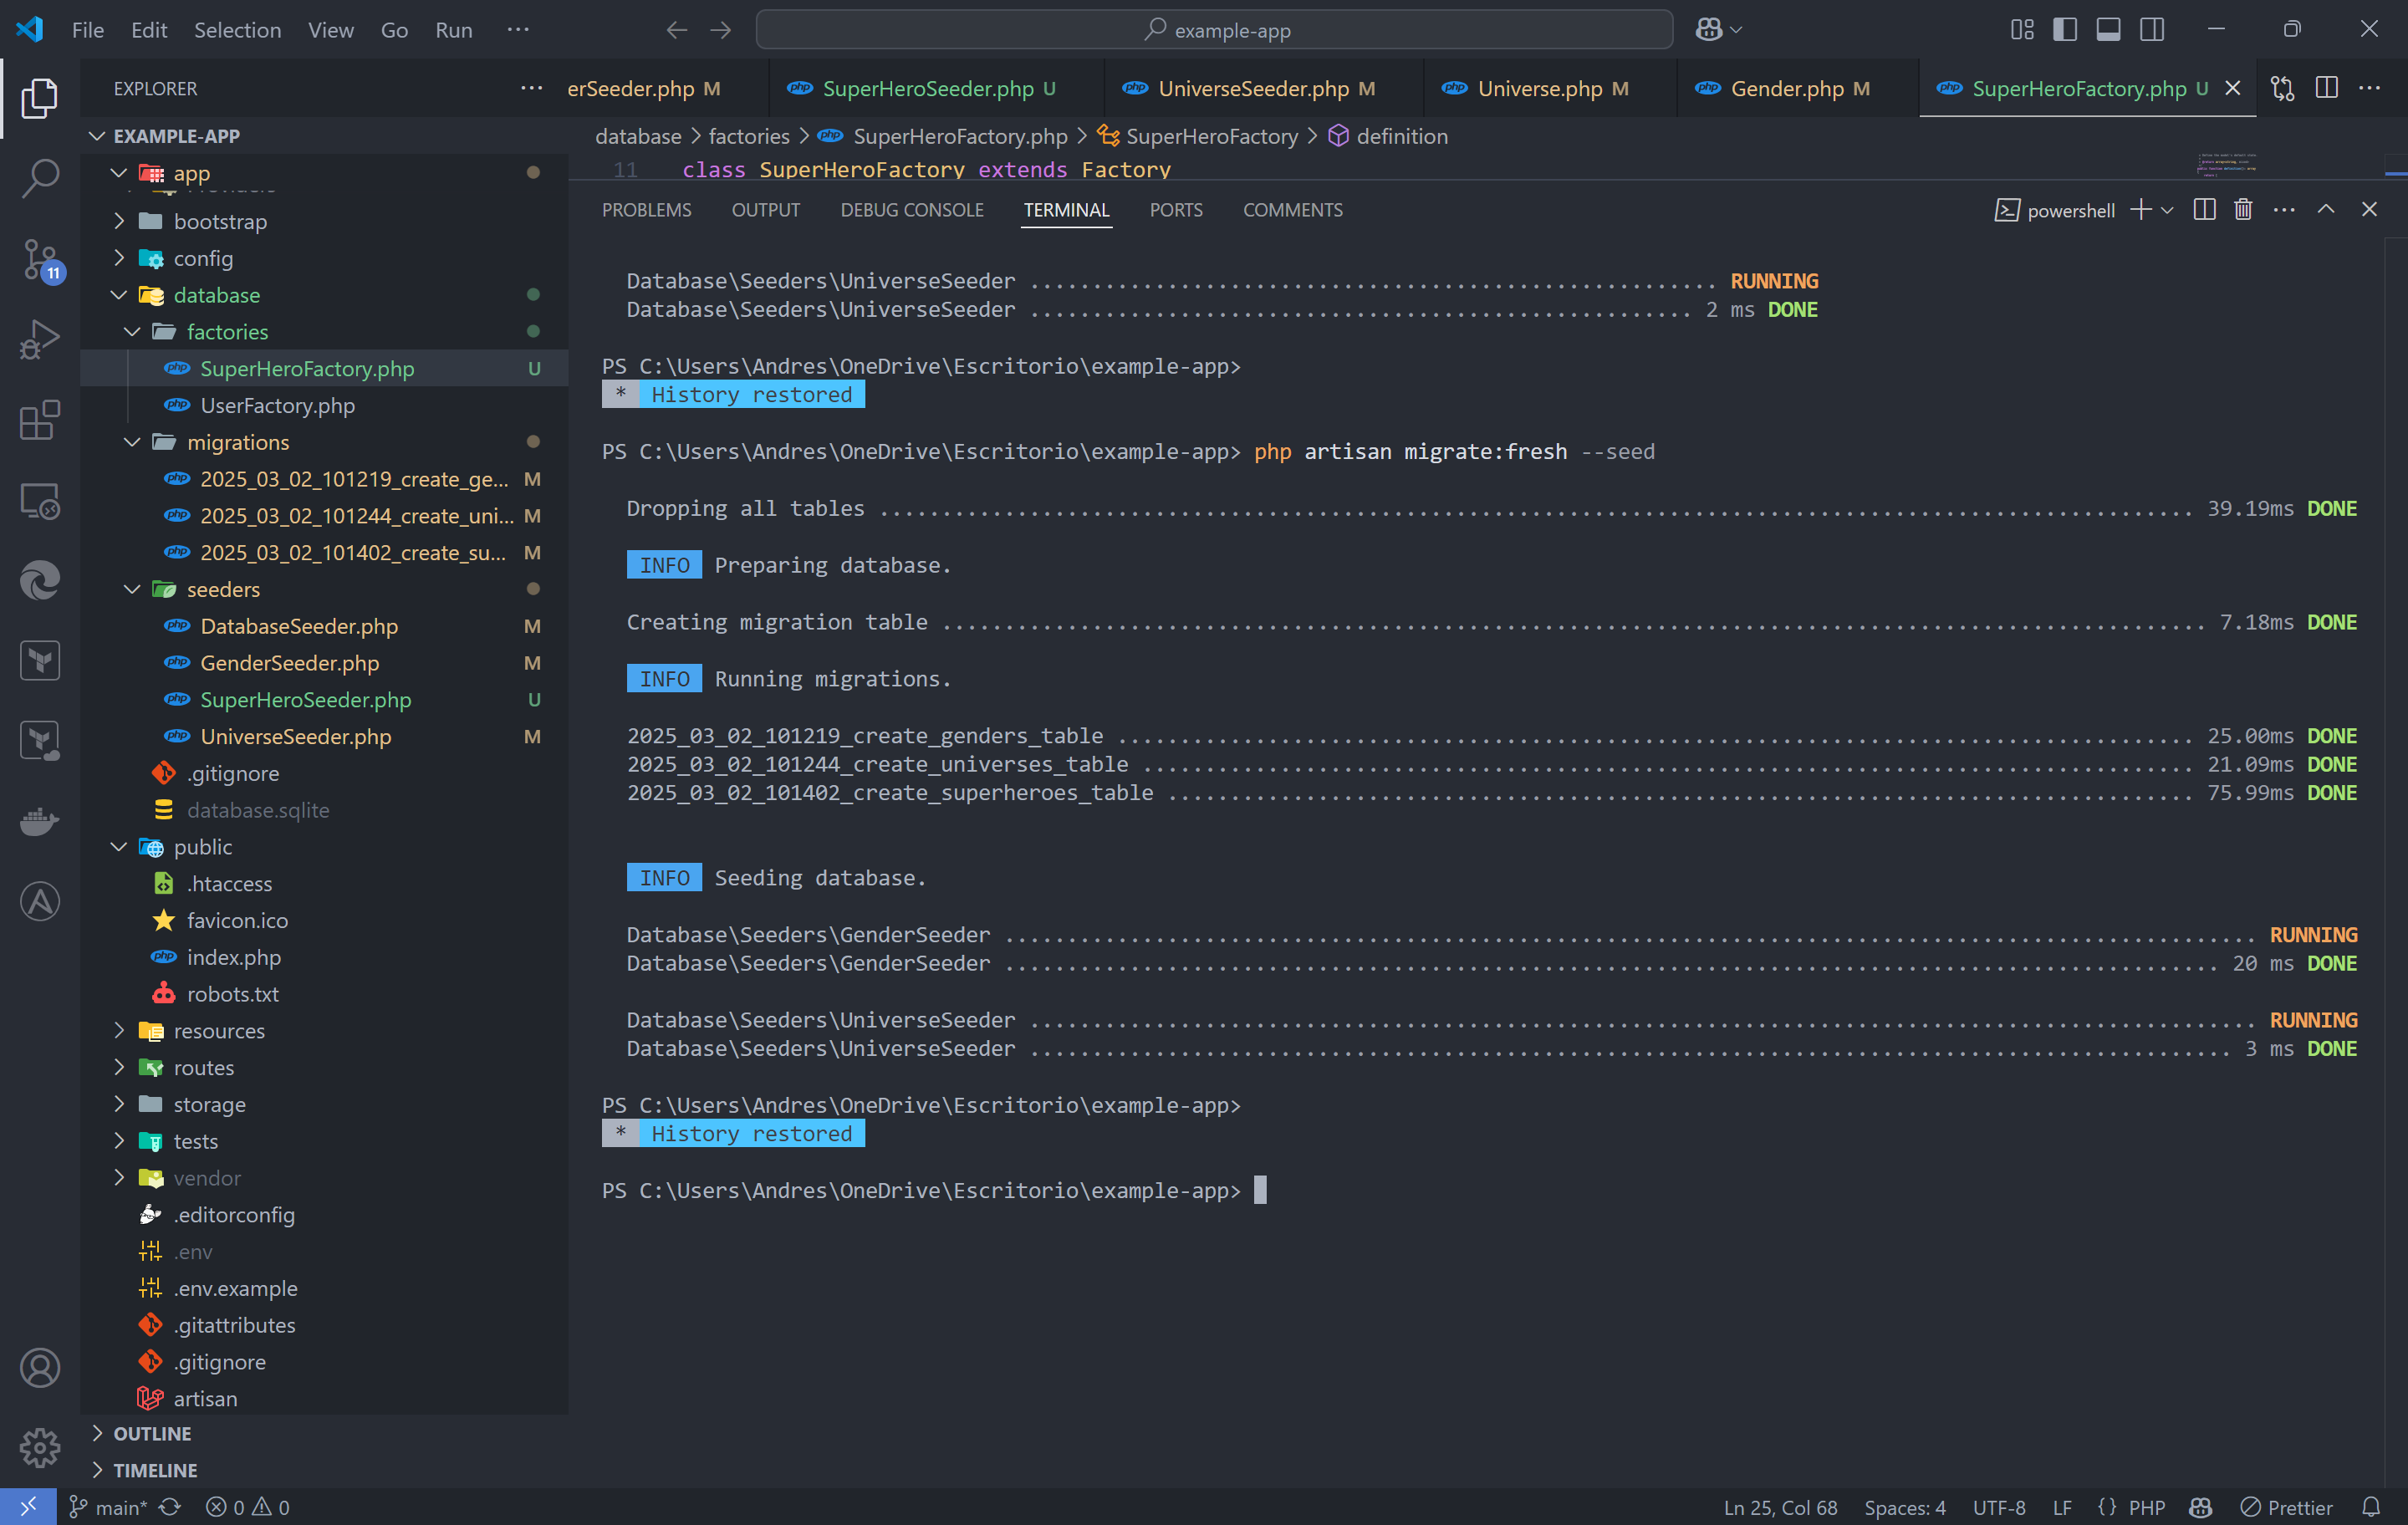 File Edit Selection View Go Run ···
example-app
EXPLORER
erSeeder.php M
SuperHeroSeeder.php U
UniverseSeeder.php M
Universe.php M
Gender.php M
SuperHeroFactory.php U
database > factories > SuperHeroFactory.php > SuperHeroFactory > definition
11 class SuperHeroFactory extends Factory
EXAMPLE-APP
app
bootstrap
config
database
factories
SuperHeroFactory.php U
UserFactory.php
migrations
2025_03_02_101219_create_ge... M
2025_03_02_101244_create_uni... M
2025_03_02_101402_create_su... M
seeders
DatabaseSeeder.php M
GenderSeeder.php M
SuperHeroSeeder.php U
UniverseSeeder.php M
.gitignore
database.sqlite
public
.htaccess
favicon.ico
index.php
robots.txt
resources
routes
storage
tests
vendor
.editorconfig
.env
.env.example
.gitattributes
.gitignore
artisan
OUTLINE
TIMELINE
11
PROBLEMS OUTPUT DEBUG CONSOLE TERMINAL PORTS COMMENTS
powershell
Database\Seeders\UniverseSeeder ....................................................... RUNNING
Database\Seeders\UniverseSeeder ..................................................... 2 ms DONE
PS C:\Users\Andres\OneDrive\Escritorio\example-app>
* History restored
PS C:\Users\Andres\OneDrive\Escritorio\example-app> php artisan migrate:fresh --seed
Dropping all tables ......................................................................................................... 39.19ms DONE
INFO Preparing database.
Creating migration table ..................................................................................................... 7.18ms DONE
INFO Running migrations.
2025_03_02_101219_create_genders_table ...................................................................................... 25.00ms DONE
2025_03_02_101244_create_universes_table .................................................................................... 21.09ms DONE
2025_03_02_101402_create_superheroes_table .................................................................................. 75.99ms DONE
INFO Seeding database.
Database\Seeders\GenderSeeder .................................................................................................... RUNNING
Database\Seeders\GenderSeeder ................................................................................................. 20 ms DONE
Database\Seeders\UniverseSeeder .................................................................................................. RUNNING
Database\Seeders\UniverseSeeder ................................................................................................ 3 ms DONE
PS C:\Users\Andres\OneDrive\Escritorio\example-app>
* History restored
PS C:\Users\Andres\OneDrive\Escritorio\example-app>
main* 0 0
Ln 25, Col 68 Spaces: 4 UTF-8 LF {} PHP Prettier